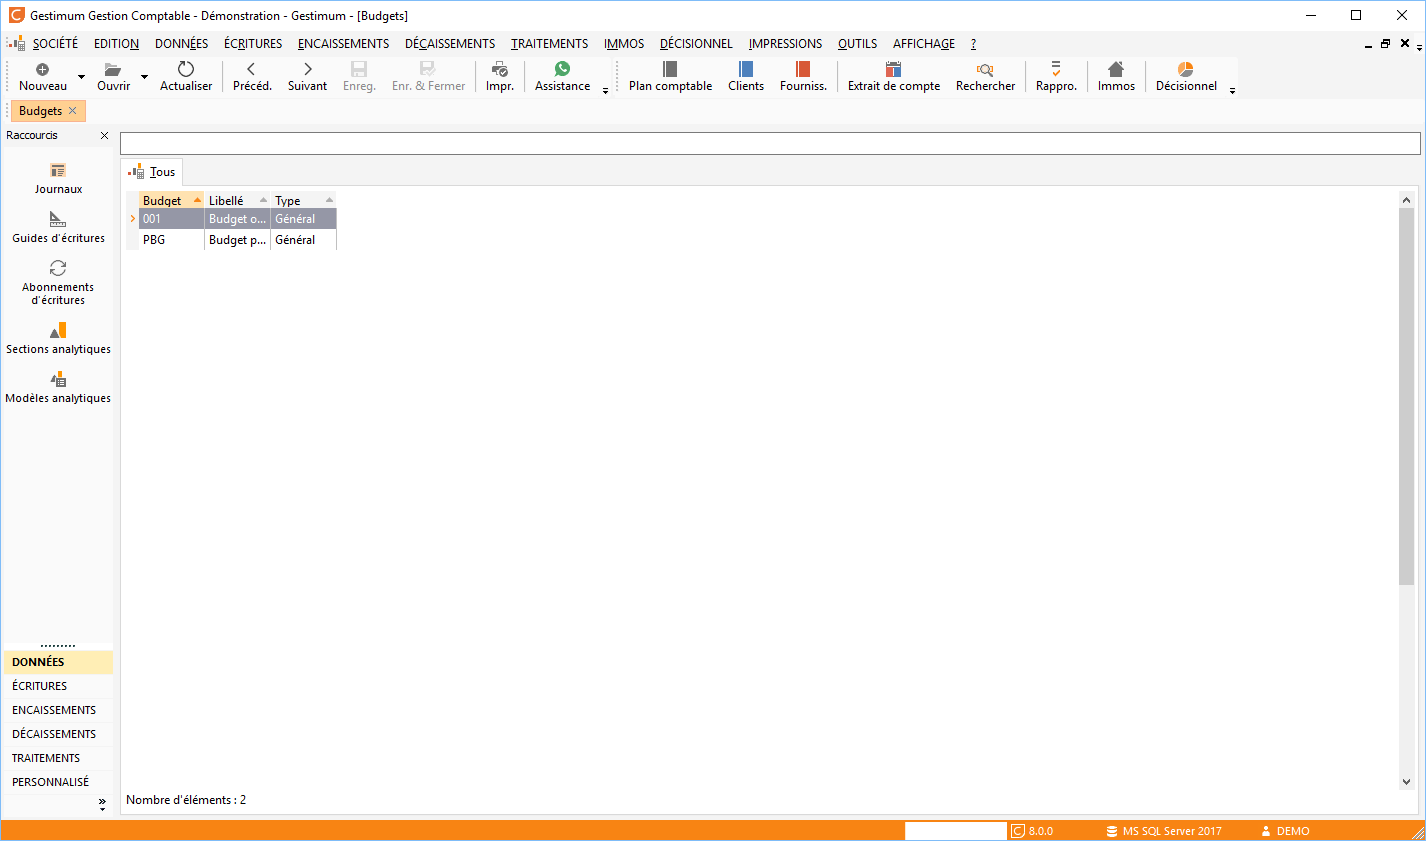 Gestimum Gestion Comptable - Démonstration - Gestimum - [Budgets]
SOCIÉTÉ EDITION DONNÉES ÉCRITURES ENCAISSEMENTS DÉCAISSEMENTS TRAITEMENTS IMMOS DÉCISIONNEL IMPRESSIONS OUTILS AFFICHAGE ?
Nouveau Ouvrir Actualiser Précéd. Suivant Enreg. Enr. & Fermer Impr. Assistance Plan comptable Clients Fourniss. Extrait de compte Rechercher Rappro. Immos Décisionnel
Budgets
Raccourcis
Journaux
Guides d'écritures
Abonnements
d'écritures
Sections analytiques
Modèles analytiques
DONNÉES
ÉCRITURES
ENCAISSEMENTS
DÉCAISSEMENTS
TRAITEMENTS
PERSONNALISÉ
Tous
Budget Libellé Type
001 Budget o... Général
PBG Budget p... Général
Nombre d'éléments : 2
8.0.0 MS SQL Server 2017 DEMO